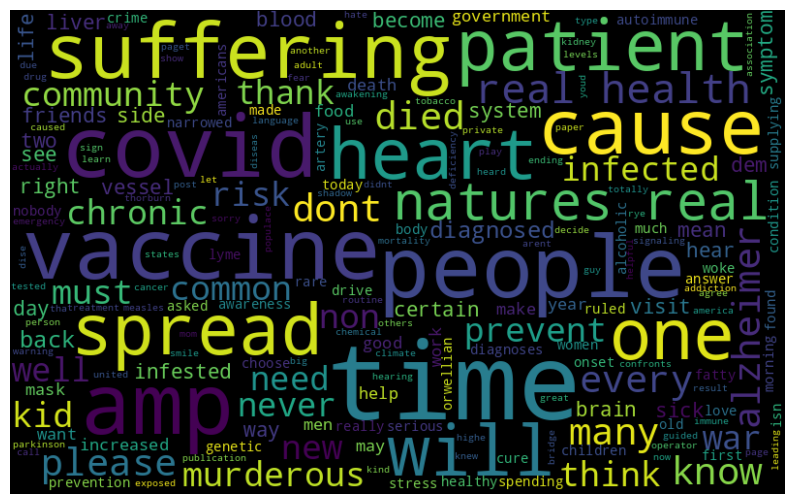 liver crime blood become government type autoimmune hate kidney association
due away paget show another adult levels youd
life suffering patient symptom
drug americans fear awakening tobacco
community thank death real health
friends side made language use private paper supplying
two caused narrowed food died system cause
see sign learn artery deficiency play ending
covid heart infected dem condition
right vessel risk diseas post let today didnt heard
actually shadow totally rye
nobody thorburn chronic dont natures real
emergency sorry populace body diagnosed alcoholic much mean
dise states lyme mortality arent signaling decide hear
vaccine people woke guy
tested cancer rare helpful addiction answer agree alzheimer
must common drive certain year visit morning found
day thatreatment measles routine asked awareness make ruled america
person chemical non prevent one
back smile mom others good work climate women confronts
warning spread hearing diagnoses onset fatty
infested choose big orwellian great result
well mask united need time every sick love immune
kid want never help brain isn
increased way men really serious highe cure children old guided leading
parkinson genetic knew bridge operator
amp new may will many war first page
call prevention publication kind stress healthy spending now
please exposed murderous think know